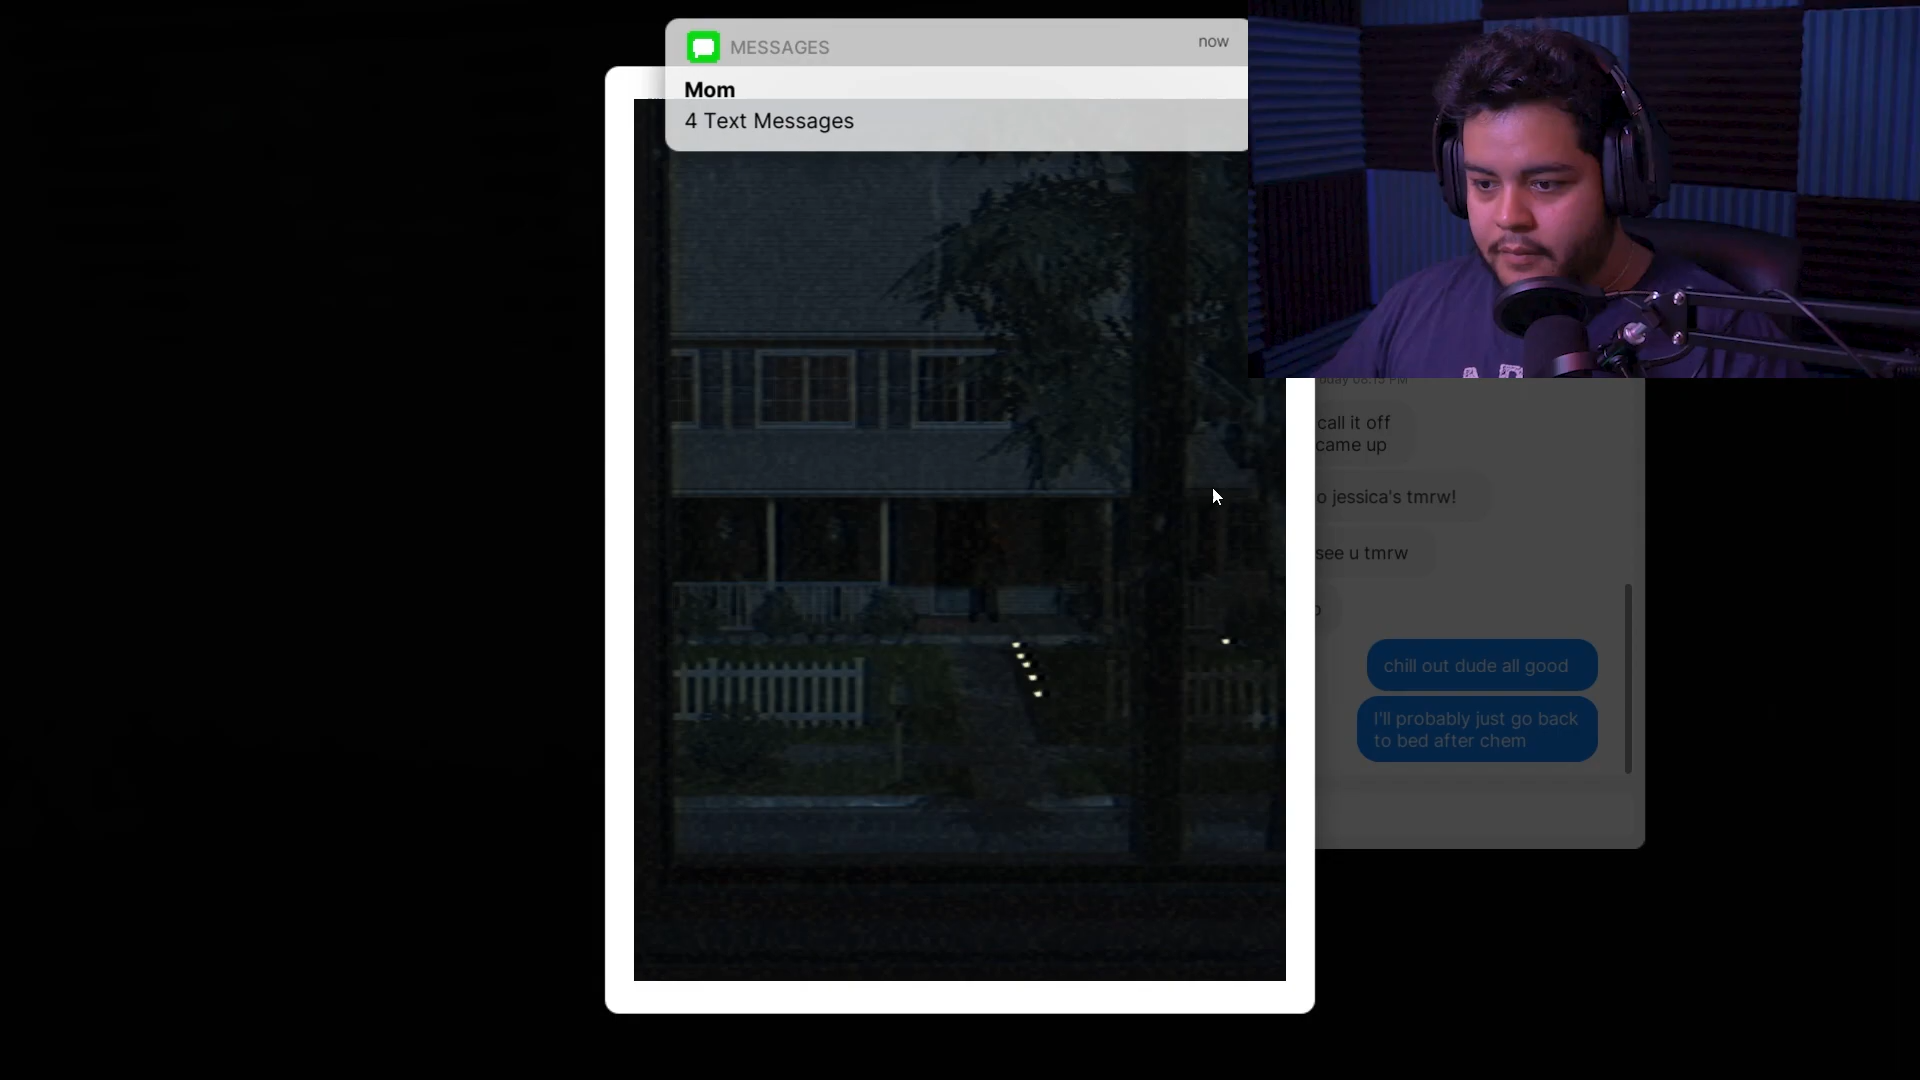 MESSAGES
now
Mom
4 Text Messages
call it off
came up
o jessica's tmrw!
see u tmrw
chill out dude all good
I'll probably just go back
to bed after chem